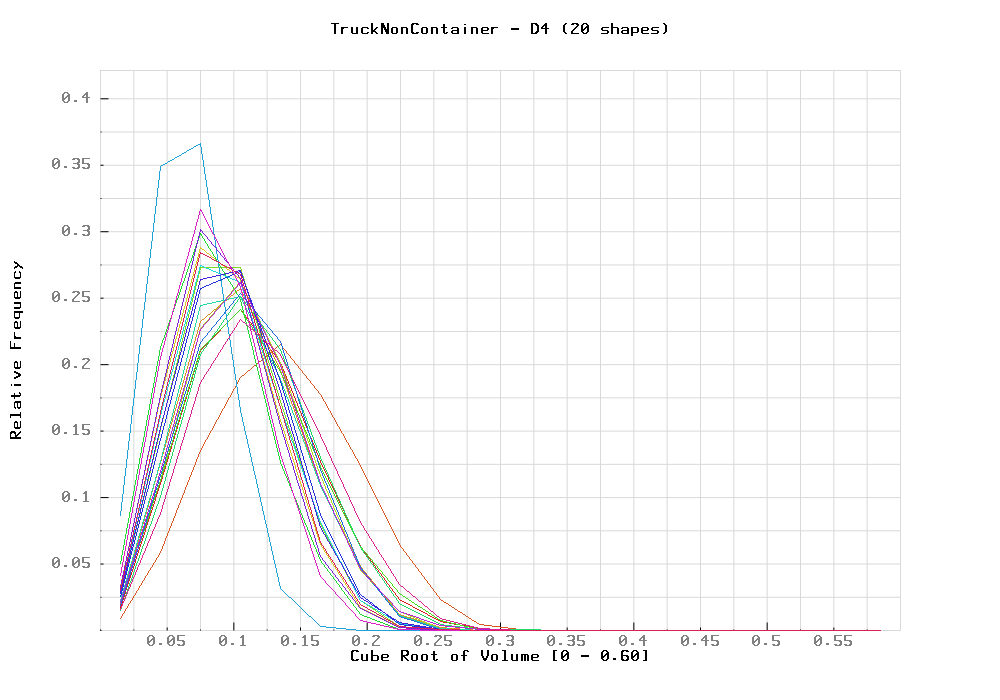 TruckNonContainer - D4 (20 shapes)
0.4
0.35
0.3
0.25
0.2
0.15
0.1
0.05
Relative Frequency
0.05 0.1 0.15 0.2 0.25 0.3 0.35 0.4 0.45 0.5 0.55
Cube Root of Volume [0 - 0.60]